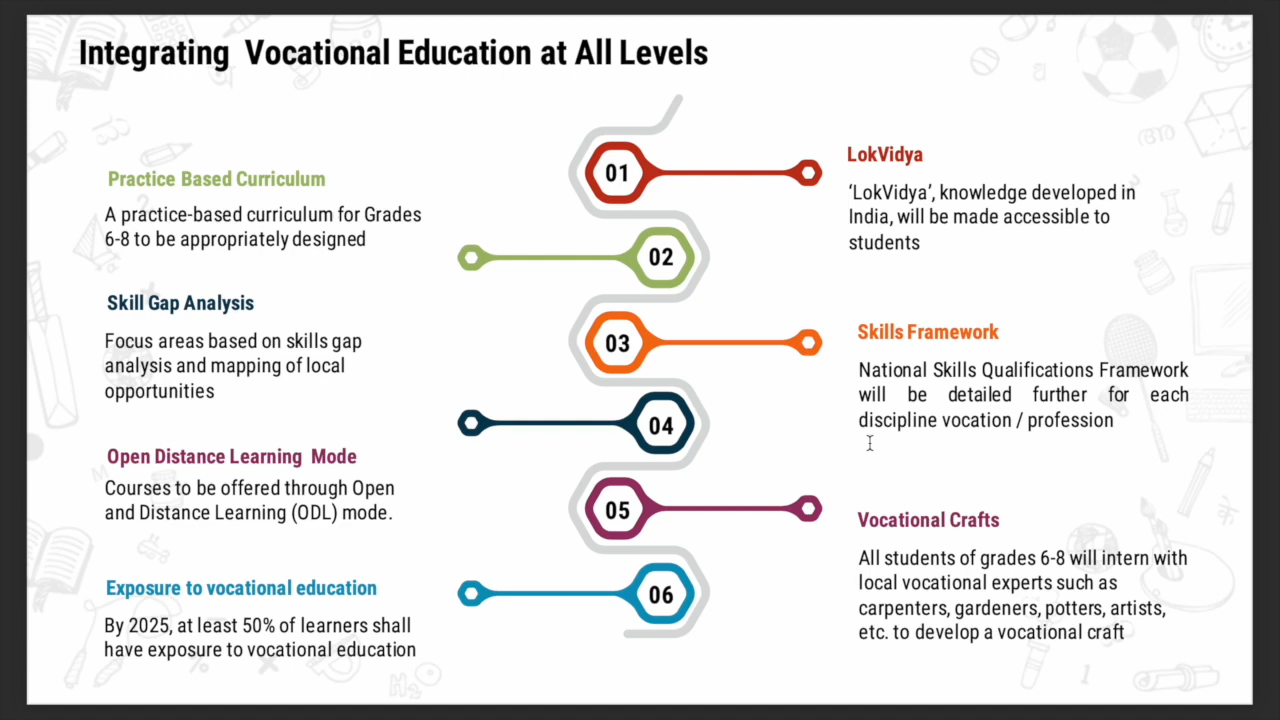 Integrating Vocational Education at All Levels
01
LokVidya
‘LokVidya’, knowledge developed in
India, will be made accessible to
students
Practice Based Curriculum
A practice-based curriculum for Grades
6-8 to be appropriately designed
02
03
Skills Framework
National Skills Qualifications Framework
will be detailed further for each
discipline vocation / profession
Skill Gap Analysis
Focus areas based on skills gap
analysis and mapping of local
opportunities
04
Open Distance Learning Mode
Courses to be offered through Open
and Distance Learning (ODL) mode.
05
Vocational Crafts
All students of grades 6-8 will intern with
local vocational experts such as
carpenters, gardeners, potters, artists,
etc. to develop a vocational craft
Exposure to vocational education
By 2025, at least 50% of learners shall
have exposure to vocational education
06
H₂O